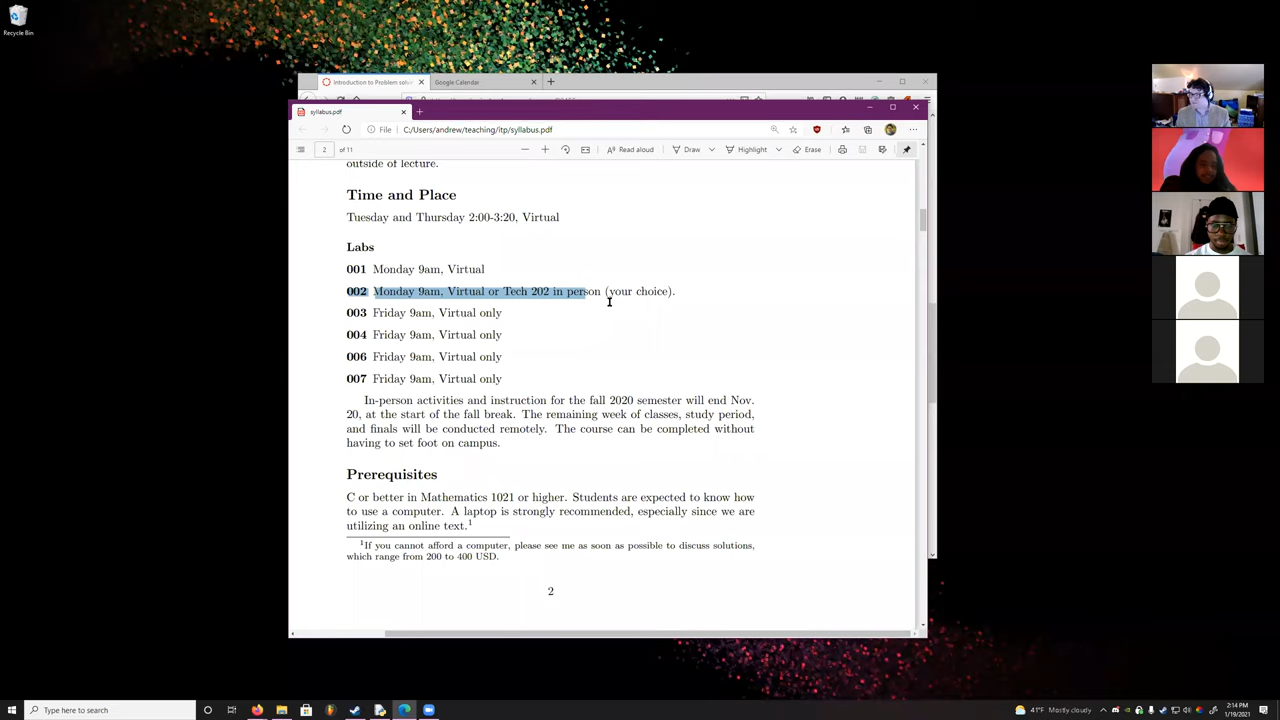 Recycle Bin
Introduction to Problem solv
Google Calendar
syllabus.pdf
File
C:/Users/andrew/teaching/itp/syllabus.pdf
2 of 11
Read aloud
Draw
Highlight
Erase
outside of lecture.
Time and Place
Tuesday and Thursday 2:00-3:20, Virtual
Labs
001 Monday 9am, Virtual
002 Monday 9am, Virtual or Tech 202 in person (your choice).
003 Friday 9am, Virtual only
004 Friday 9am, Virtual only
006 Friday 9am, Virtual only
007 Friday 9am, Virtual only
In-person activities and instruction for the fall 2020 semester will end Nov.
20, at the start of the fall break. The remaining week of classes, study period,
and finals will be conducted remotely. The course can be completed without
having to set foot on campus.
Prerequisites
C or better in Mathematics 1021 or higher. Students are expected to know how
to use a computer. A laptop is strongly recommended, especially since we are
utilizing an online text.¹
¹If you cannot afford a computer, please see me as soon as possible to discuss solutions,
which range from 200 to 400 USD.
2
Type here to search
41°F Mostly cloudy
2:14 PM
1/19/2021